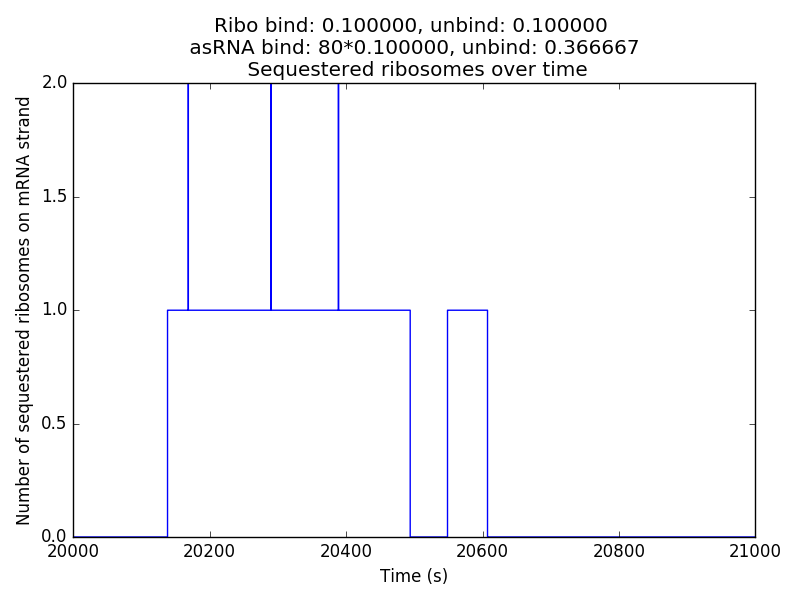 Ribo bind: 0.100000, unbind: 0.100000
asRNA bind: 80*0.100000, unbind: 0.366667
Sequestered ribosomes over time
2.0
1.5
1.0
0.5
0.0
Number of sequestered ribosomes on mRNA strand
20000 20200 20400 20600 20800 21000
Time (s)